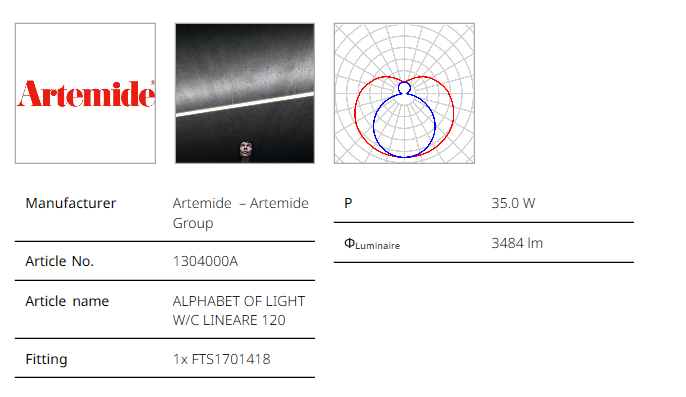 Artemide®
Manufacturer
Artemide – Artemide
Group
Article No.
1304000A
Article name
ALPHABET OF LIGHT
W/C LINEARE 120
Fitting
1x FTS1701418
P
35.0 W
ΦLuminaire
3484 lm